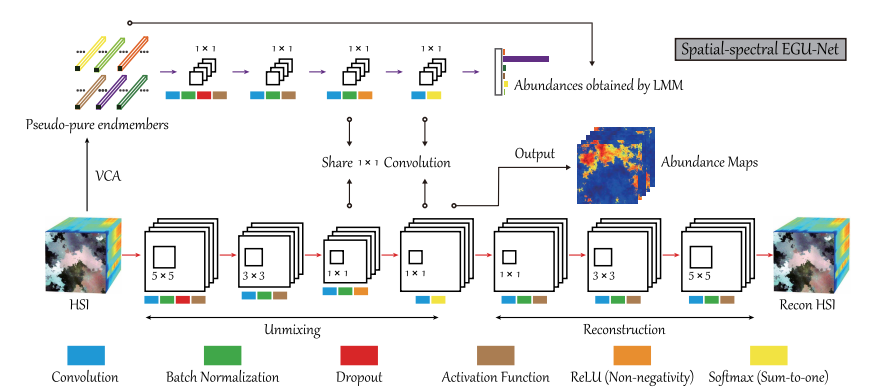 1 × 1
1 × 1
1 × 1
1 × 1
Spatial-spectral EGU-Net
Abundances obtained by LMM
Pseudo-pure endmembers
Share 1 × 1 Convolution
Output
Abundance Maps
VCA
5 × 5
3 × 3
1 × 1
1 × 1
1 × 1
3 × 3
5 × 5
HSI
Recon HSI
Unmixing
Reconstruction
Convolution
Batch Normalization
Dropout
Activation Function
ReLU (Non-negativity)
Softmax (Sum-to-one)